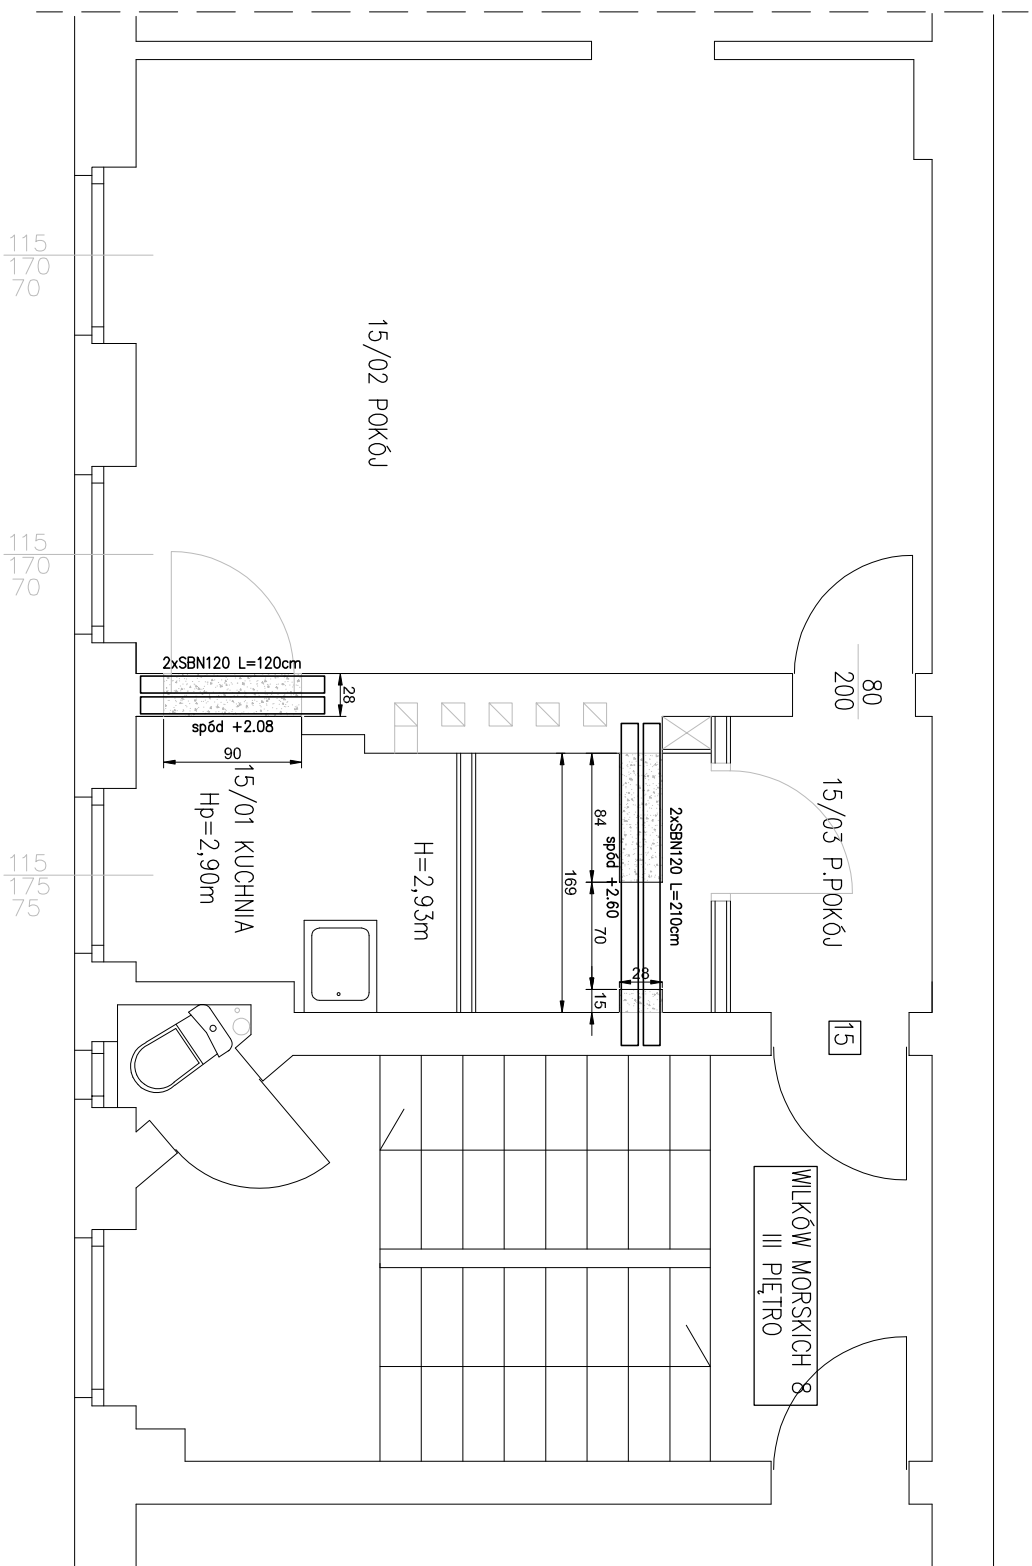 115
170
70
15/02 POKÓJ
115
170
70
2xSBN120 L=120cm
28
spód +2.08
90
80
200
15/01 KUCHNIA
Hp=2,90m
H=2,93m
84
spód +2.60
169
70
28
15
2xSBN120 L=210cm
15/03 P.POKÓJ
115
175
75
15
WILKÓW MORSKICH 8
III PIĘTRO